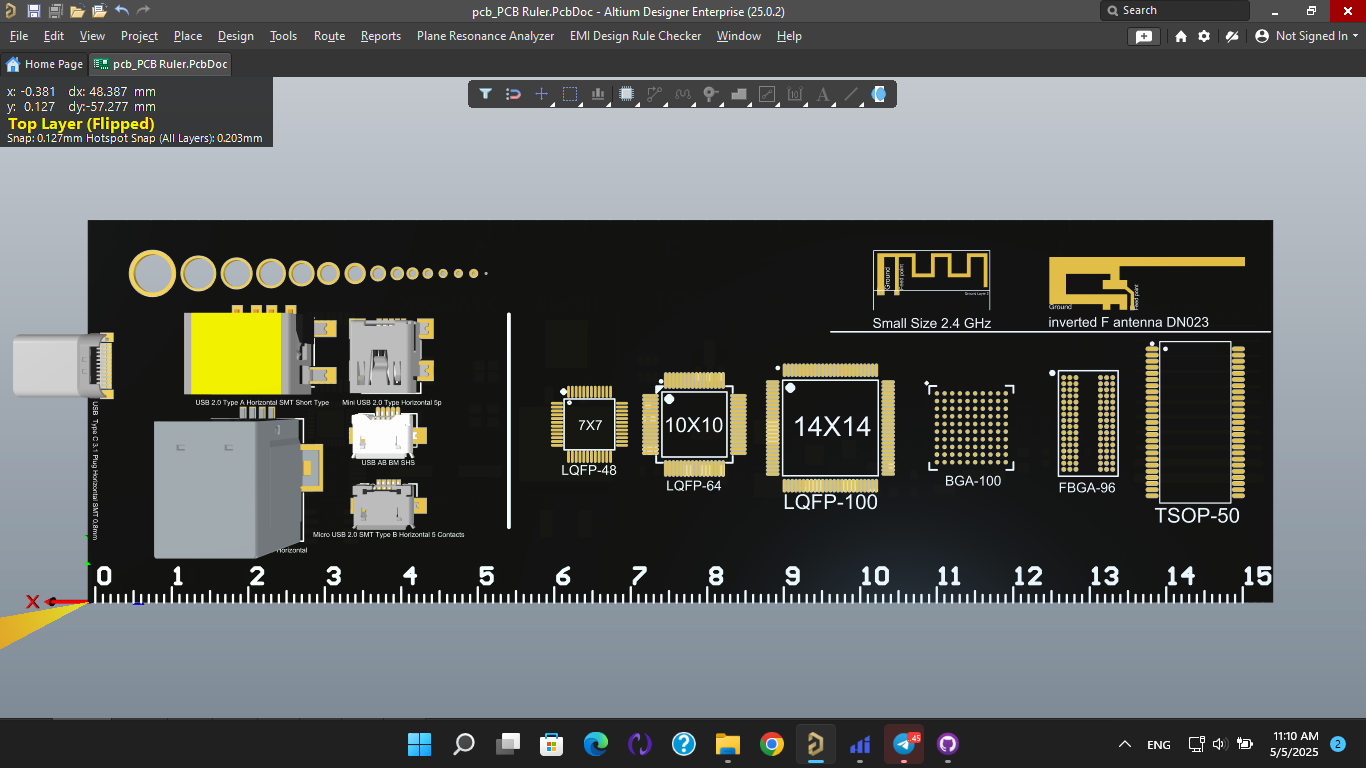 pcb_PCB Ruler.PcbDoc - Altium Designer Enterprise (25.0.2)
Search
File Edit View Project Place Design Tools Route Reports Plane Resonance Analyzer EMI Design Rule Checker Window Help
Not Signed In
Home Page
pcb_PCB Ruler.PcbDoc
x: -0.381 dx: 48.387 mm
y: 0.127 dy:-57.277 mm
Top Layer (Flipped)
Snap: 0.127mm Hotspot Snap (All Layers): 0.203mm
Ground
Feed point
Small Size 2.4 GHz
Ground
Feed point
inverted F antenna DN023
USB 2.0 Type A Horizontal SMT Short Type
Mini USB 2.0 Type Horizontal 5p
USB Type C 3.1 Plug Horizontal SMT 0.8mm
USB AB BM SHS
Micro USB 2.0 SMT Type B Horizontal 5 Contacts
Horizontal
7X7
LQFP-48
10X10
LQFP-64
14X14
LQFP-100
BGA-100
FBGA-96
TSOP-50
0 1 2 3 4 5 6 7 8 9 10 11 12 13 14 15
X
45
ENG
11:10 AM
5/5/2025
2